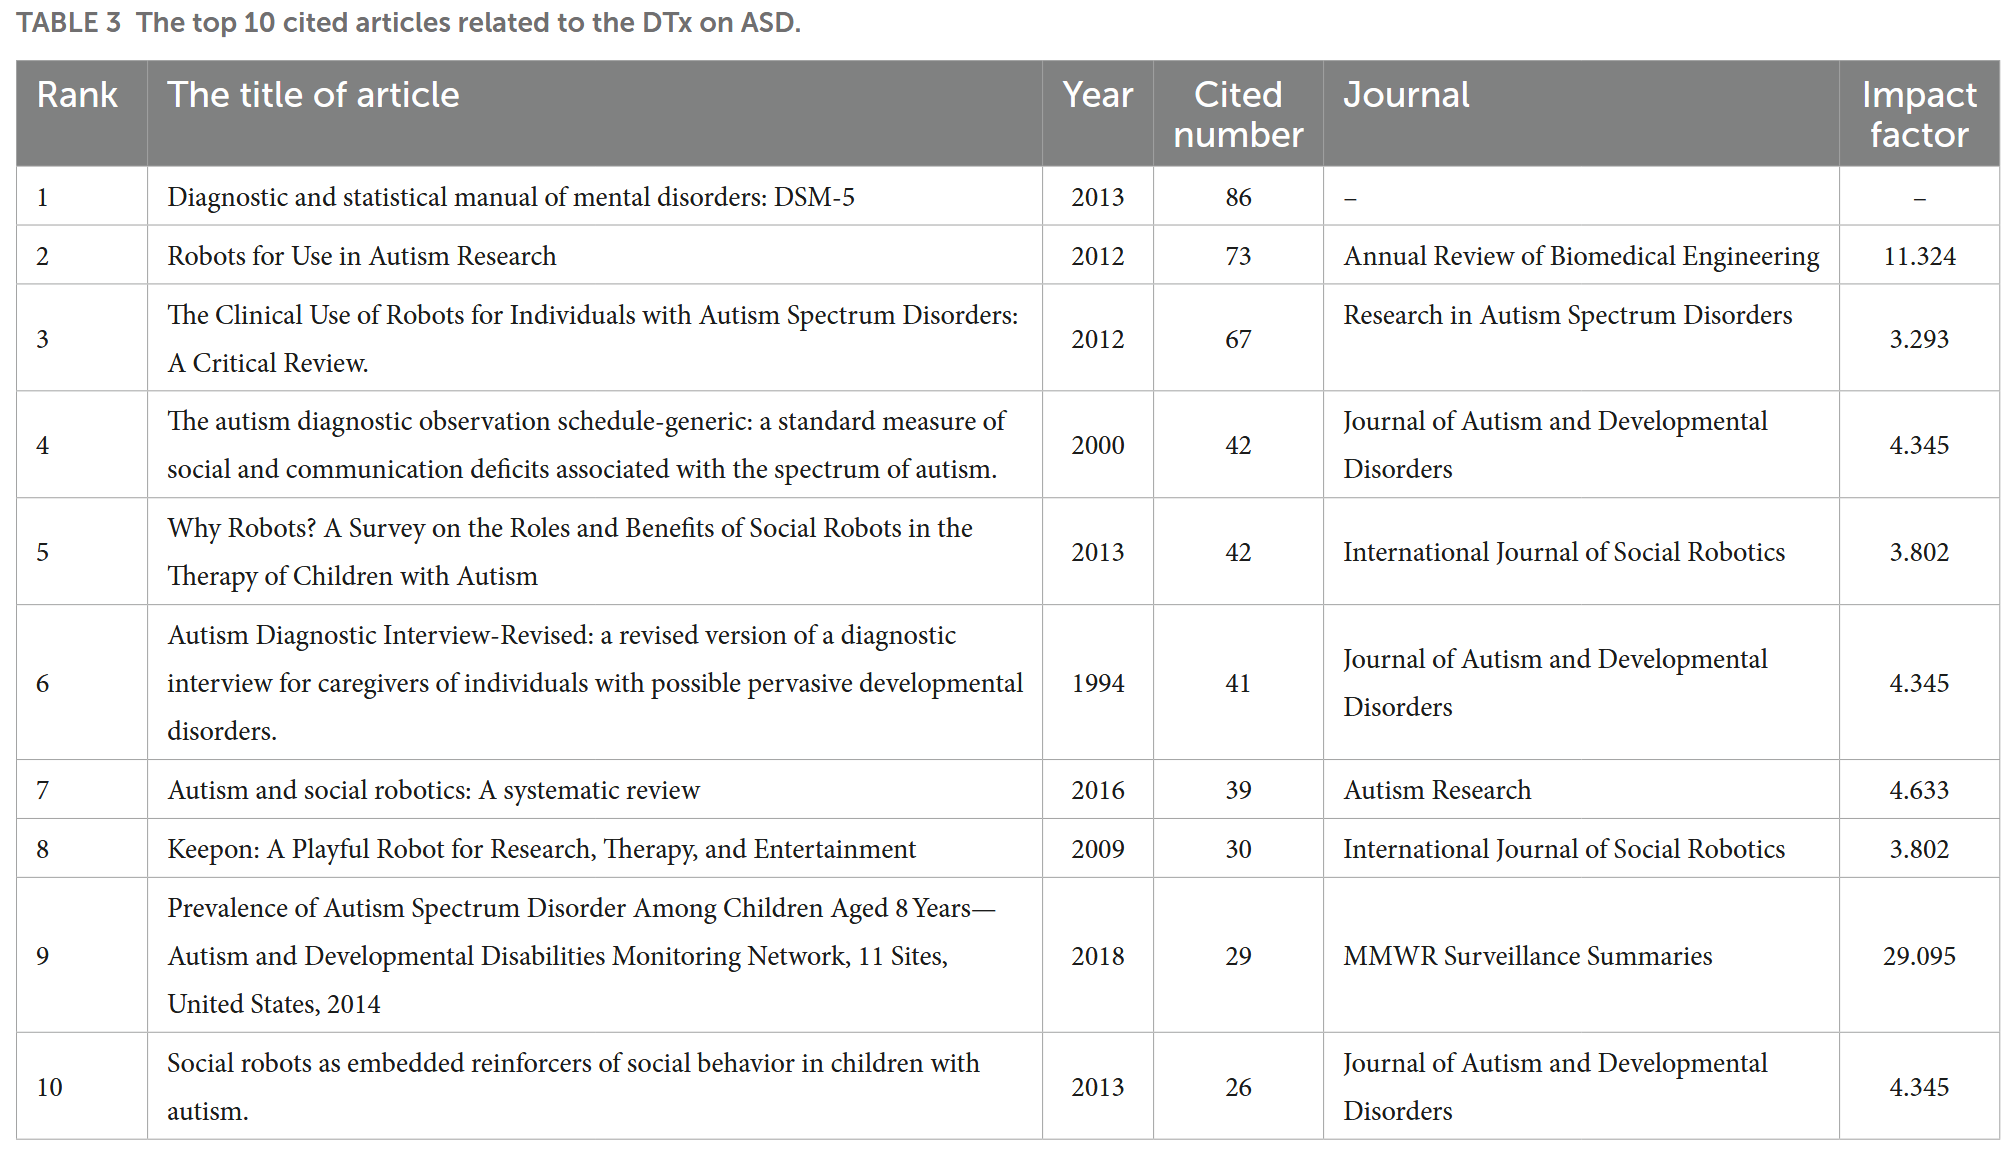 TABLE 3 The top 10 cited articles related to the DTx on ASD.
Rank The title of article Year Cited number Journal Impact factor
1 Diagnostic and statistical manual of mental disorders: DSM-5 2013 86 – –
2 Robots for Use in Autism Research 2012 73 Annual Review of Biomedical Engineering 11.324
3 The Clinical Use of Robots for Individuals with Autism Spectrum Disorders:
A Critical Review. 2012 67 Research in Autism Spectrum Disorders 3.293
4 The autism diagnostic observation schedule-generic: a standard measure of
social and communication deficits associated with the spectrum of autism. 2000 42 Journal of Autism and Developmental
Disorders 4.345
5 Why Robots? A Survey on the Roles and Benefits of Social Robots in the
Therapy of Children with Autism 2013 42 International Journal of Social Robotics 3.802
6 Autism Diagnostic Interview-Revised: a revised version of a diagnostic
interview for caregivers of individuals with possible pervasive developmental
disorders. 1994 41 Journal of Autism and Developmental
Disorders 4.345
7 Autism and social robotics: A systematic review 2016 39 Autism Research 4.633
8 Keepon: A Playful Robot for Research, Therapy, and Entertainment 2009 30 International Journal of Social Robotics 3.802
9 Prevalence of Autism Spectrum Disorder Among Children Aged 8 Years—
Autism and Developmental Disabilities Monitoring Network, 11 Sites,
United States, 2014 2018 29 MMWR Surveillance Summaries 29.095
10 Social robots as embedded reinforcers of social behavior in children with
autism. 2013 26 Journal of Autism and Developmental
Disorders 4.345